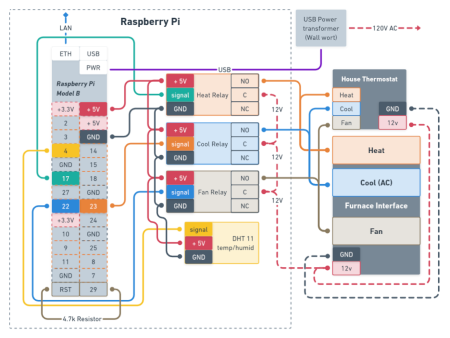 Raspberry Pi
LAN
USB Power
transformer
(Wall wort)
120V AC
ETH USB
PWR
USB
Raspberry Pi
Model B
+3.3V + 5V
2 + 5V
3 GND
4 14
GND 15
17 18
27 GND
22 23
+3.3V 24
10 GND
9 25
11 8
GND 7
RST 29
4.7k Resistor
+ 5V NO
signal Heat Relay C
GND NC
12V
+ 5V NO
signal Cool Relay C
GND NC
12V
+ 5V NO
signal Fan Relay C
GND NC
12V
signal
+ 5V
GND
DHT 11
temp/humid
House Thermostat
Heat
Cool GND
Fan 12v
Heat
Cool (AC)
Furnace Interface
Fan
GND
12v